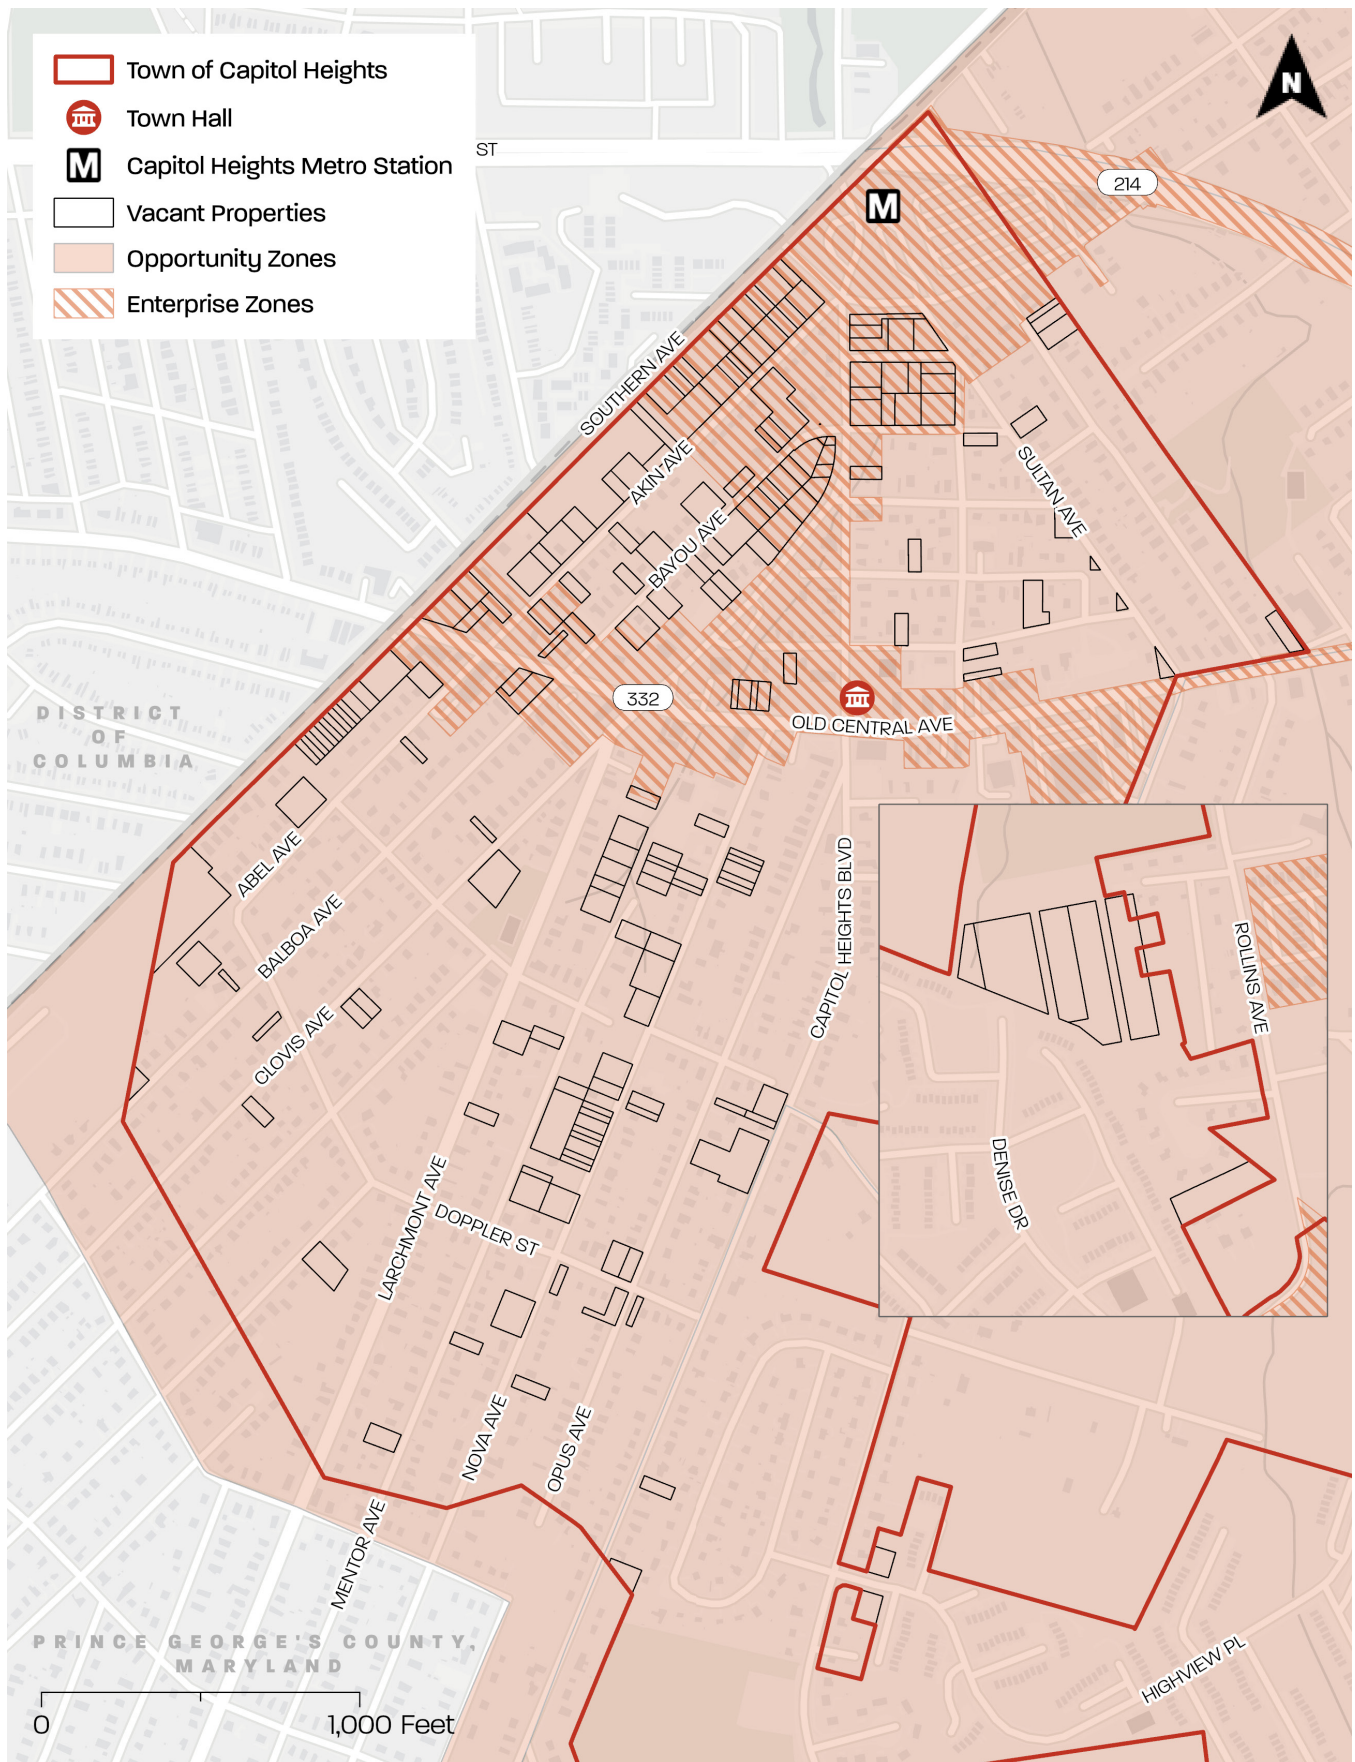 Town of Capitol Heights
Town Hall
M
Capitol Heights Metro Station
Vacant Properties
Opportunity Zones
Enterprise Zones
N
ST
214
M
SOUTHERN AVE
AKIN AVE
SULTAN AVE
BAYOU AVE
332
OLD CENTRAL AVE
DISTRICT
OF
COLUMBIA
ABEL AVE
BALBOA AVE
CLOVIS AVE
CAPITOL HEIGHTS BLVD
ROLLINS AVE
DENISE DR
LARCHMONT AVE
DOPPLER ST
NOVA AVE
OPUS AVE
MENTOR AVE
PRINCE GEORGE'S COUNTY,
MARYLAND
HIGHVIEW PL
0
1,000 Feet